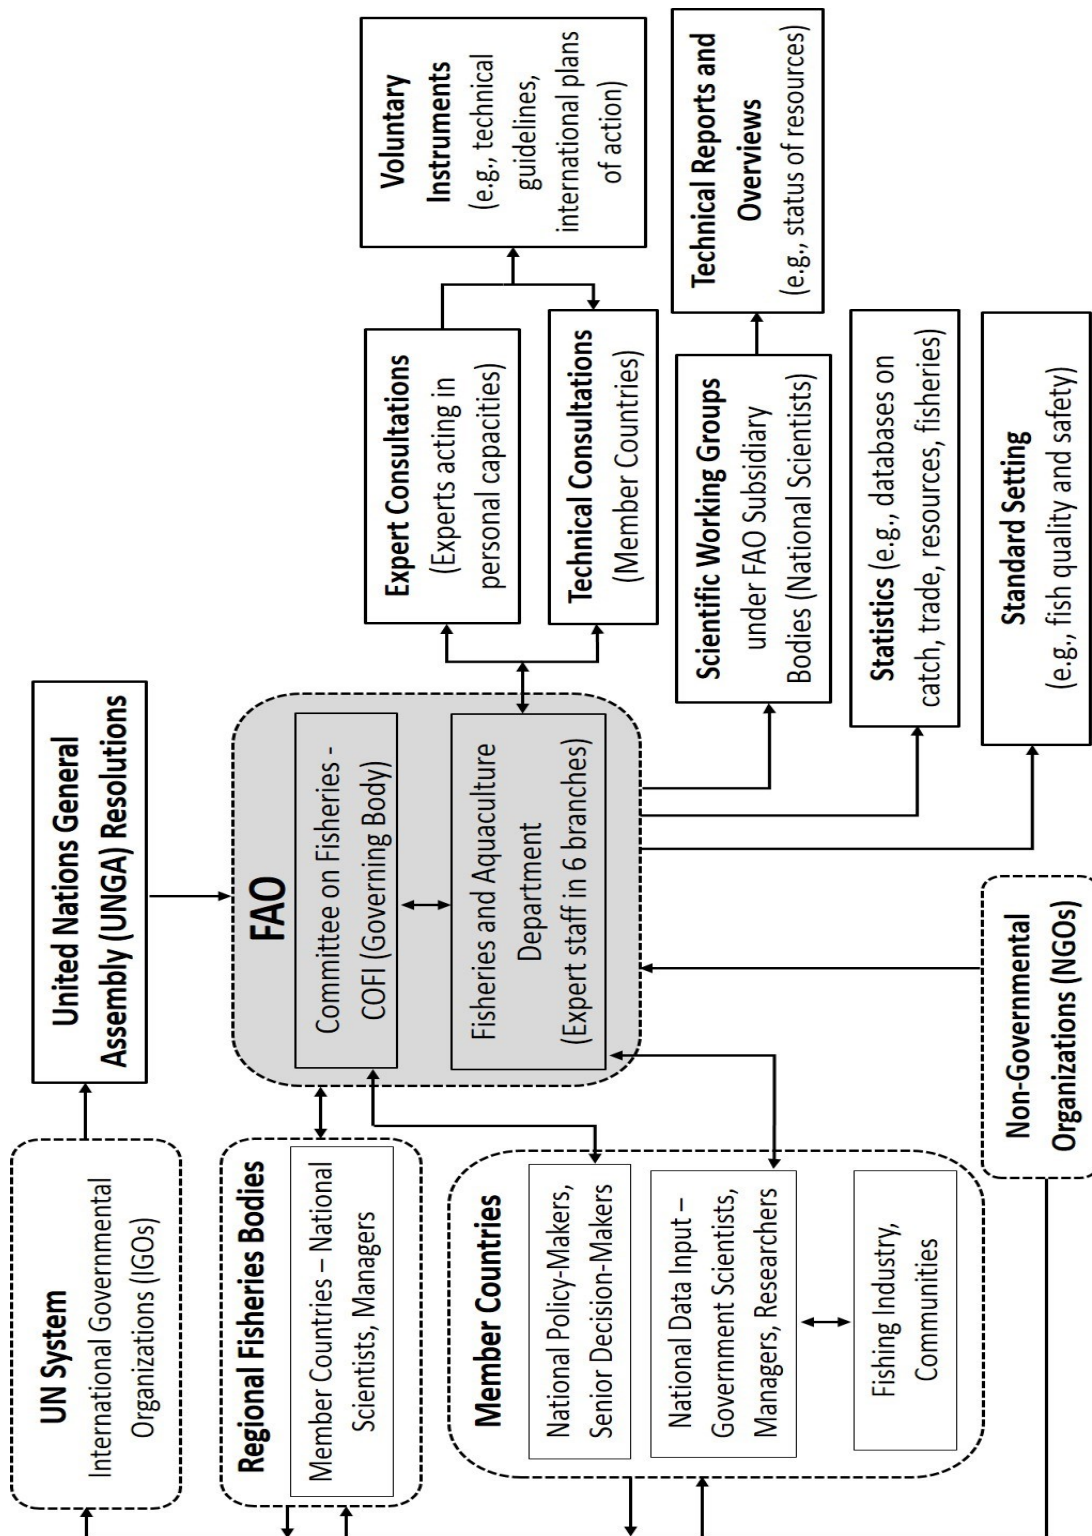 UN System
International Governmental
Organizations (IGOs)
United Nations General
Assembly (UNGA) Resolutions
Regional Fisheries Bodies
Member Countries – National
Scientists, Managers
FAO
Committee on Fisheries -
COFI (Governing Body)
Fisheries and Aquaculture
Department
(Expert staff in 6 branches)
Member Countries
National Policy-Makers,
Senior Decision-Makers
National Data Input –
Government Scientists,
Managers, Researchers
Fishing Industry,
Communities
Non-Governmental
Organizations (NGOs)
Expert Consultations
(Experts acting in
personal capacities)
Technical Consultations
(Member Countries)
Voluntary
Instruments
(e.g., technical
guidelines,
international plans
of action)
Scientific Working Groups
under FAO Subsidiary
Bodies (National Scientists)
Technical Reports and
Overviews
(e.g., status of resources)
Statistics (e.g., databases on
catch, trade, resources, fisheries)
Standard Setting
(e.g., fish quality and safety)